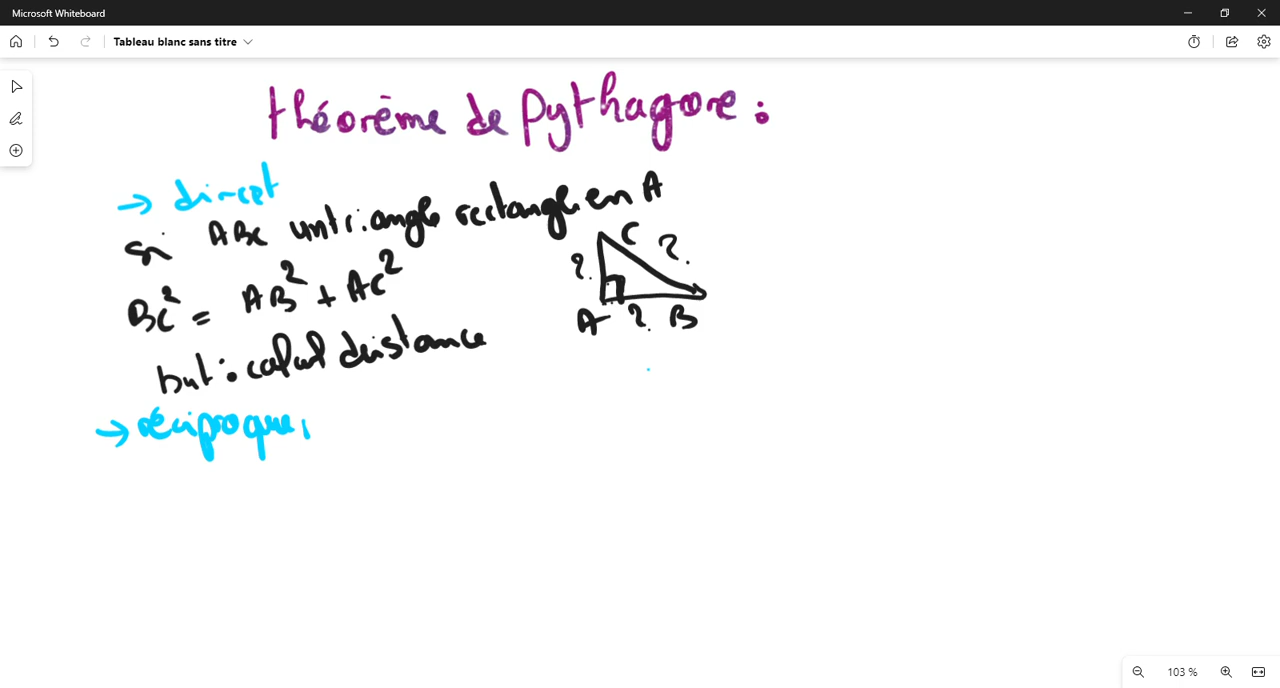 Microsoft Whiteboard
Tableau blanc sans titre
théorème de Pythagore :
→ direct
si ABC un triangle rectangle en A
BC² = AB² + AC²
but : calcul distance
C
?
?
A ? B
→ réciproque,
103 %